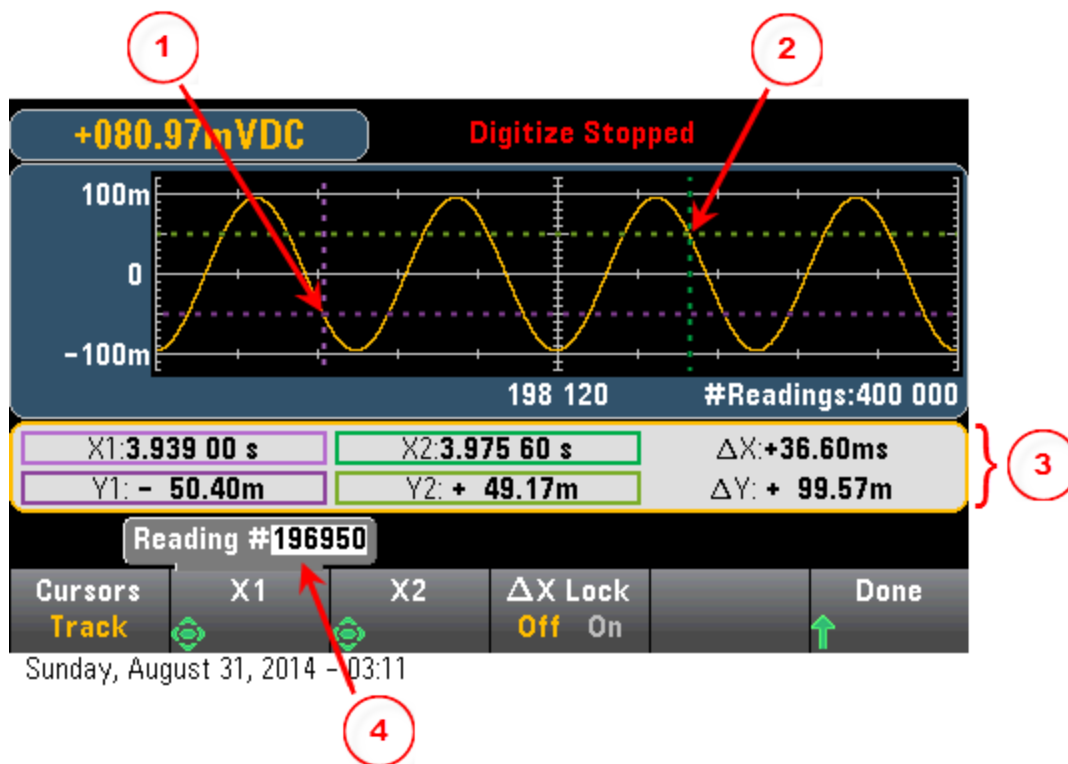 1
2
+080.97mVDC
Digitize Stopped
100m
0
-100m
198 120
#Readings:400 000
X1:3.939 00 s
X2:3.975 60 s
ΔX:+36.60ms
3
Y1: - 50.40m
Y2: + 49.17m
ΔY: + 99.57m
Reading #196950
Cursors
X1
X2
ΔX Lock
Done
Track
Off On
Sunday, August 31, 2014 - 03:11
4